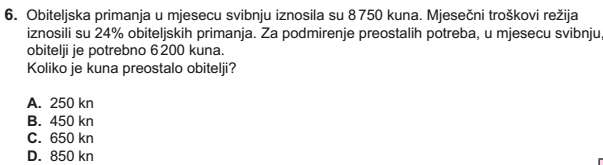 6. Obiteljska primanja u mjesecu svibnju iznosila su 8 750 kuna. Mjesečni troškovi režija
iznosili su 24% obiteljskih primanja. Za podmirenje preostalih potreba, u mjesecu svibnju,
obitelji je potrebno 6 200 kuna.
Koliko je kuna preostalo obitelji?
A. 250 kn
B. 450 kn
C. 650 kn
D. 850 kn